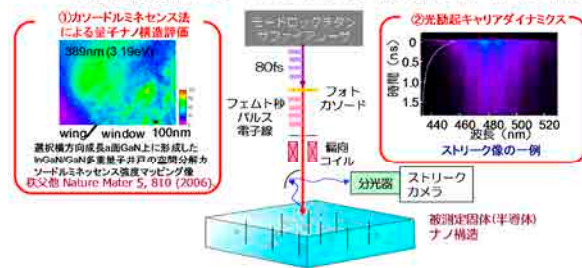 ①カソードルミネセンス法
による量子ナノ構造評価
389nm(3.19eV)
wing
window
100nm
選択横方向成長a面GaN上に形成した
InGaN/GaN多重量子井戸の空間分解カ
ソードルミネッセンス強度マッピング像
秩父他 Nature Mater 5, 810 (2006)
モードロックチタン
サファイアレーザ
80fs
フォト
カソード
フェムト秒
パルス
電子線
偏向
コイル
分光器
ストリーク
カメラ
被測定固体(半導体)
ナノ構造
②光励起キャリアダイナミクス
時間(ns)
0
0.5
1.0
1.5
440 460 480 500 520
波長 (nm)
ストリーク像の一例